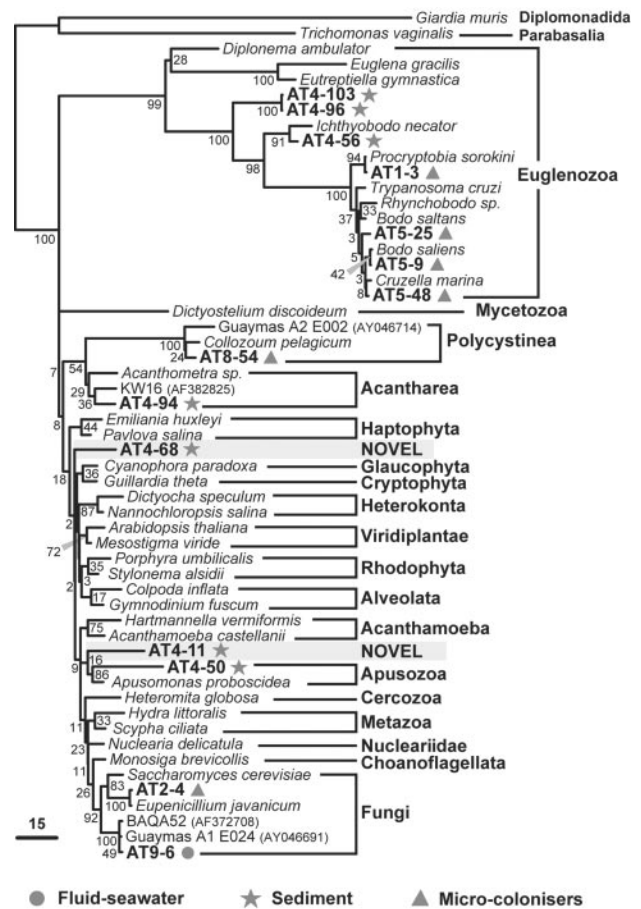 Giardia muris Diplomonadida
Trichomonas vaginalis Parabasalia
Diplonema ambulator
28
Euglena gracilis
100
Eutreptiella gymnastica
99
AT4-103
100
AT4-96
100
Ichthyobodo necator
91
AT4-56
98
94 Procryptobia sorokini
AT1-3
Euglenozoa
100
Trypanosoma cruzi
33 Rhynchobodo sp.
37
Bodo saltans
3
AT5-25
5
Bodo saliens
42
AT5-9
3 Cruzella marina
8 AT5-48
100
Dictyostelium discoideum Mycetozoa
Guaymas A2 E002 (AY046714)
100 Collozoum pelagicum
Polycystinea
24 AT8-54
7
54 Acanthometra sp.
29 KW16 (AF382825)
Acantharea
36 AT4-94
8
Emiliania huxleyi
44
Haptophyta
Pavlova salina
AT4-68 NOVEL
18
36 Cyanophora paradoxa Glaucophyta
Guillardia theta Cryptophyta
87 Dictyocha speculum
Heterokonta
Nannochloropsis salina
2
Arabidopsis thaliana
Viridiplantae
72
Mesostigma viride
35 Porphyra umbilicalis
Rhodophyta
2
3 Stylonema alsidii
17 Colpoda inflata
Alveolata
Gymnodinium fuscum
75 Hartmannella vermiformis
Acanthamoeba
Acanthamoeba castellanii
AT4-11 NOVEL
16
9
AT4-50
86
Apusozoa
Apusomonas proboscidea
Heteromita globosa Cercozoa
33 Hydra littoralis
Metazoa
11
Scypha ciliata
23
Nuclearia delicatula Nucleariidae
11
Monosiga brevicollis Choanoflagellata
26
Saccharomyces cerevisiae
83
AT2-4
100
Eupenicillium javanicum
Fungi
92
BAQA52 (AF372708)
100 Guaymas A1 E024 (AY046691)
49 AT9-6
15
Fluid-seawater Sediment Micro-colonisers